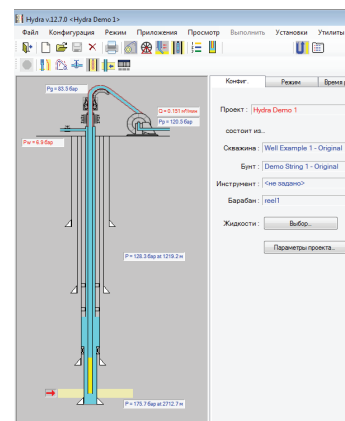 Hydra v.12.7.0 <Hydra Demo 1>
Файл Конфигурация Режим Приложения Просмотр Выполнить Установки Утилиты
Pg = 83.5 бар
Q = 0.151 м³/мин
Pp = 120.5 бар
Pw = 6.9 бар
P = 128.3 бар at 1219.2 м
P = 173.7 бар at 2712.7 м
Конфиг. Режим Время
Проект : Hydra Demo 1
состоит из..
Скважина : Well Example 1 - Original
Бунт : Demo String 1 - Original
Инструмент : <не задано>
Барабан : reel1
Жидкости : Выбор..
Параметры проекта..